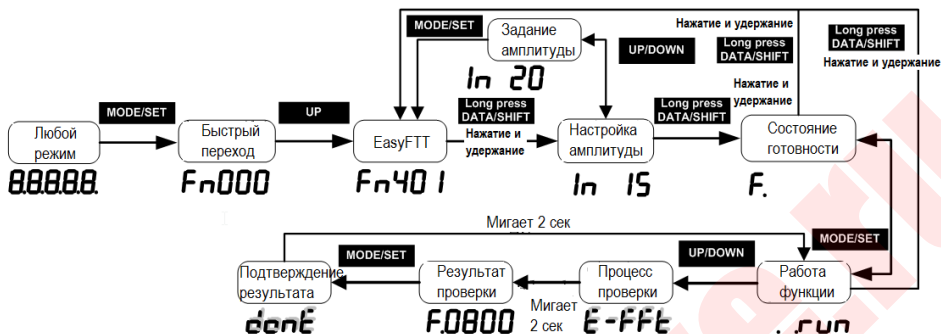 MODE/SET
Задание
амплитуды
In 20
UP/DOWN
Нажатие и удержание
Long press
DATA/SHIFT
Нажатие и
удержание
Long press
DATA/SHIFT
Нажатие и удержание
Любой
режим
8.8.8.8.8.
MODE/SET
Быстрый
переход
Fn000
UP
EasyFTT
Fn401
Long press
DATA/SHIFT
Нажатие и
удержание
Настройка
амплитуды
In 15
Long press
DATA/SHIFT
Состояние
готовности
F.
Мигает 2 сек
MODE/SET
Подтверждение
результата
donE
MODE/SET
Результат
проверки
F.0800
Мигает
2 сек
Процесс
проверки
E-FFt
UP/DOWN
Работа
функции
. .run